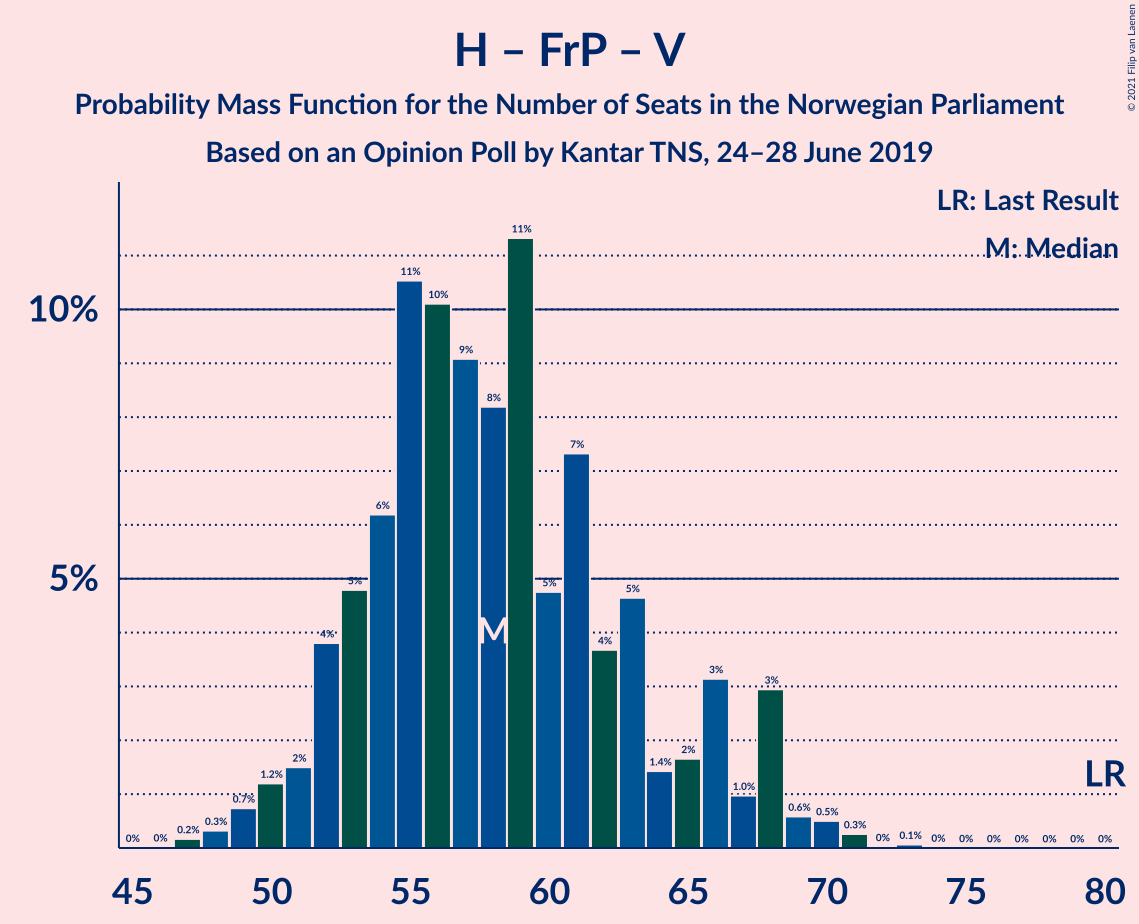 © 2021 Filip van Laenen
H – FrP – V
Probability Mass Function for the Number of Seats in the Norwegian Parliament
Based on an Opinion Poll by Kantar TNS, 24–28 June 2019
LR: Last Result
M: Median
10%
5%
0% 0% 0.2% 0.3% 0.7% 1.2% 2% 4% 5% 6% 11% 10% 9% 8% 11% 5% 7% 4% 5% 1.4% 2% 3% 1.0% 3% 0.6% 0.5% 0.3% 0% 0.1% 0% 0% 0% 0% 0% 0% 0%
M
LR
45 50 55 60 65 70 75 80